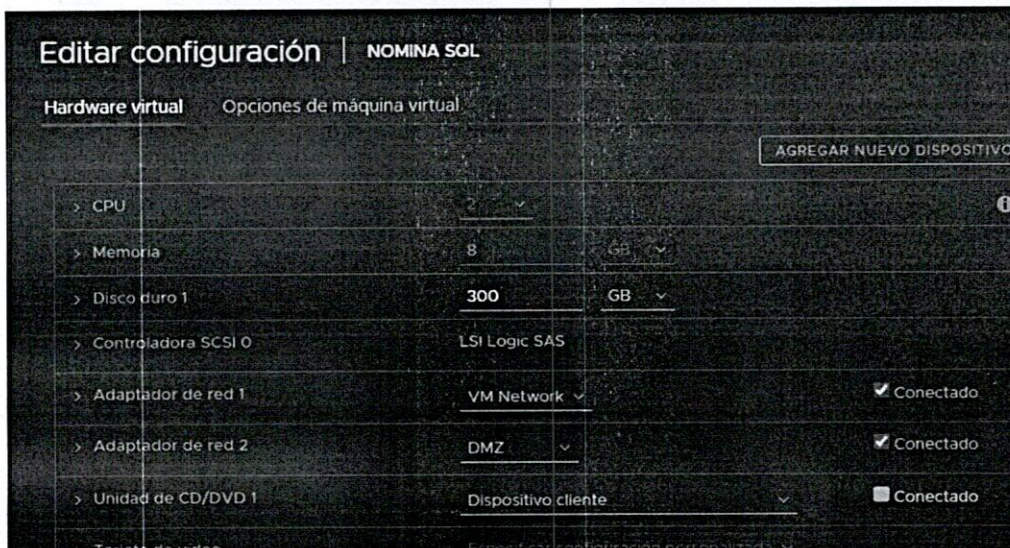 Editar configuración | NOMINA SQL
Hardware virtual Opciones de máquina virtual
AGREGAR NUEVO DISPOSITIVO
> CPU 2
> Memoria 8 GB
> Disco duro 1 300 GB
> Controladora SCSI 0 LSI Logic SAS
> Adaptador de red 1 VM Network Conectado
> Adaptador de red 2 DMZ Conectado
> Unidad de CD/DVD 1 Dispositivo cliente Conectado